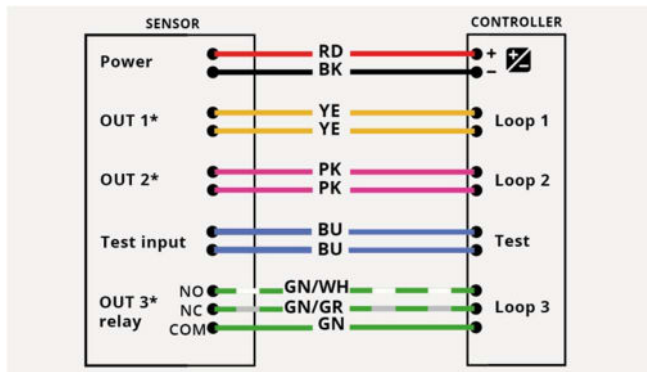 SENSOR CONTROLLER
Power RD + -
BK -
OUT 1* YE Loop 1
YE
OUT 2* PK Loop 2
PK
Test input BU Test
BU
NO GN/WH
OUT 3* relay NC GN/GR Loop 3
COM GN